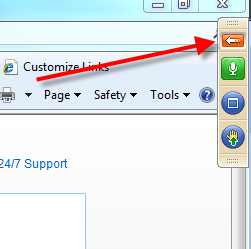 Customize Links
Page Safety Tools
24/7 Support